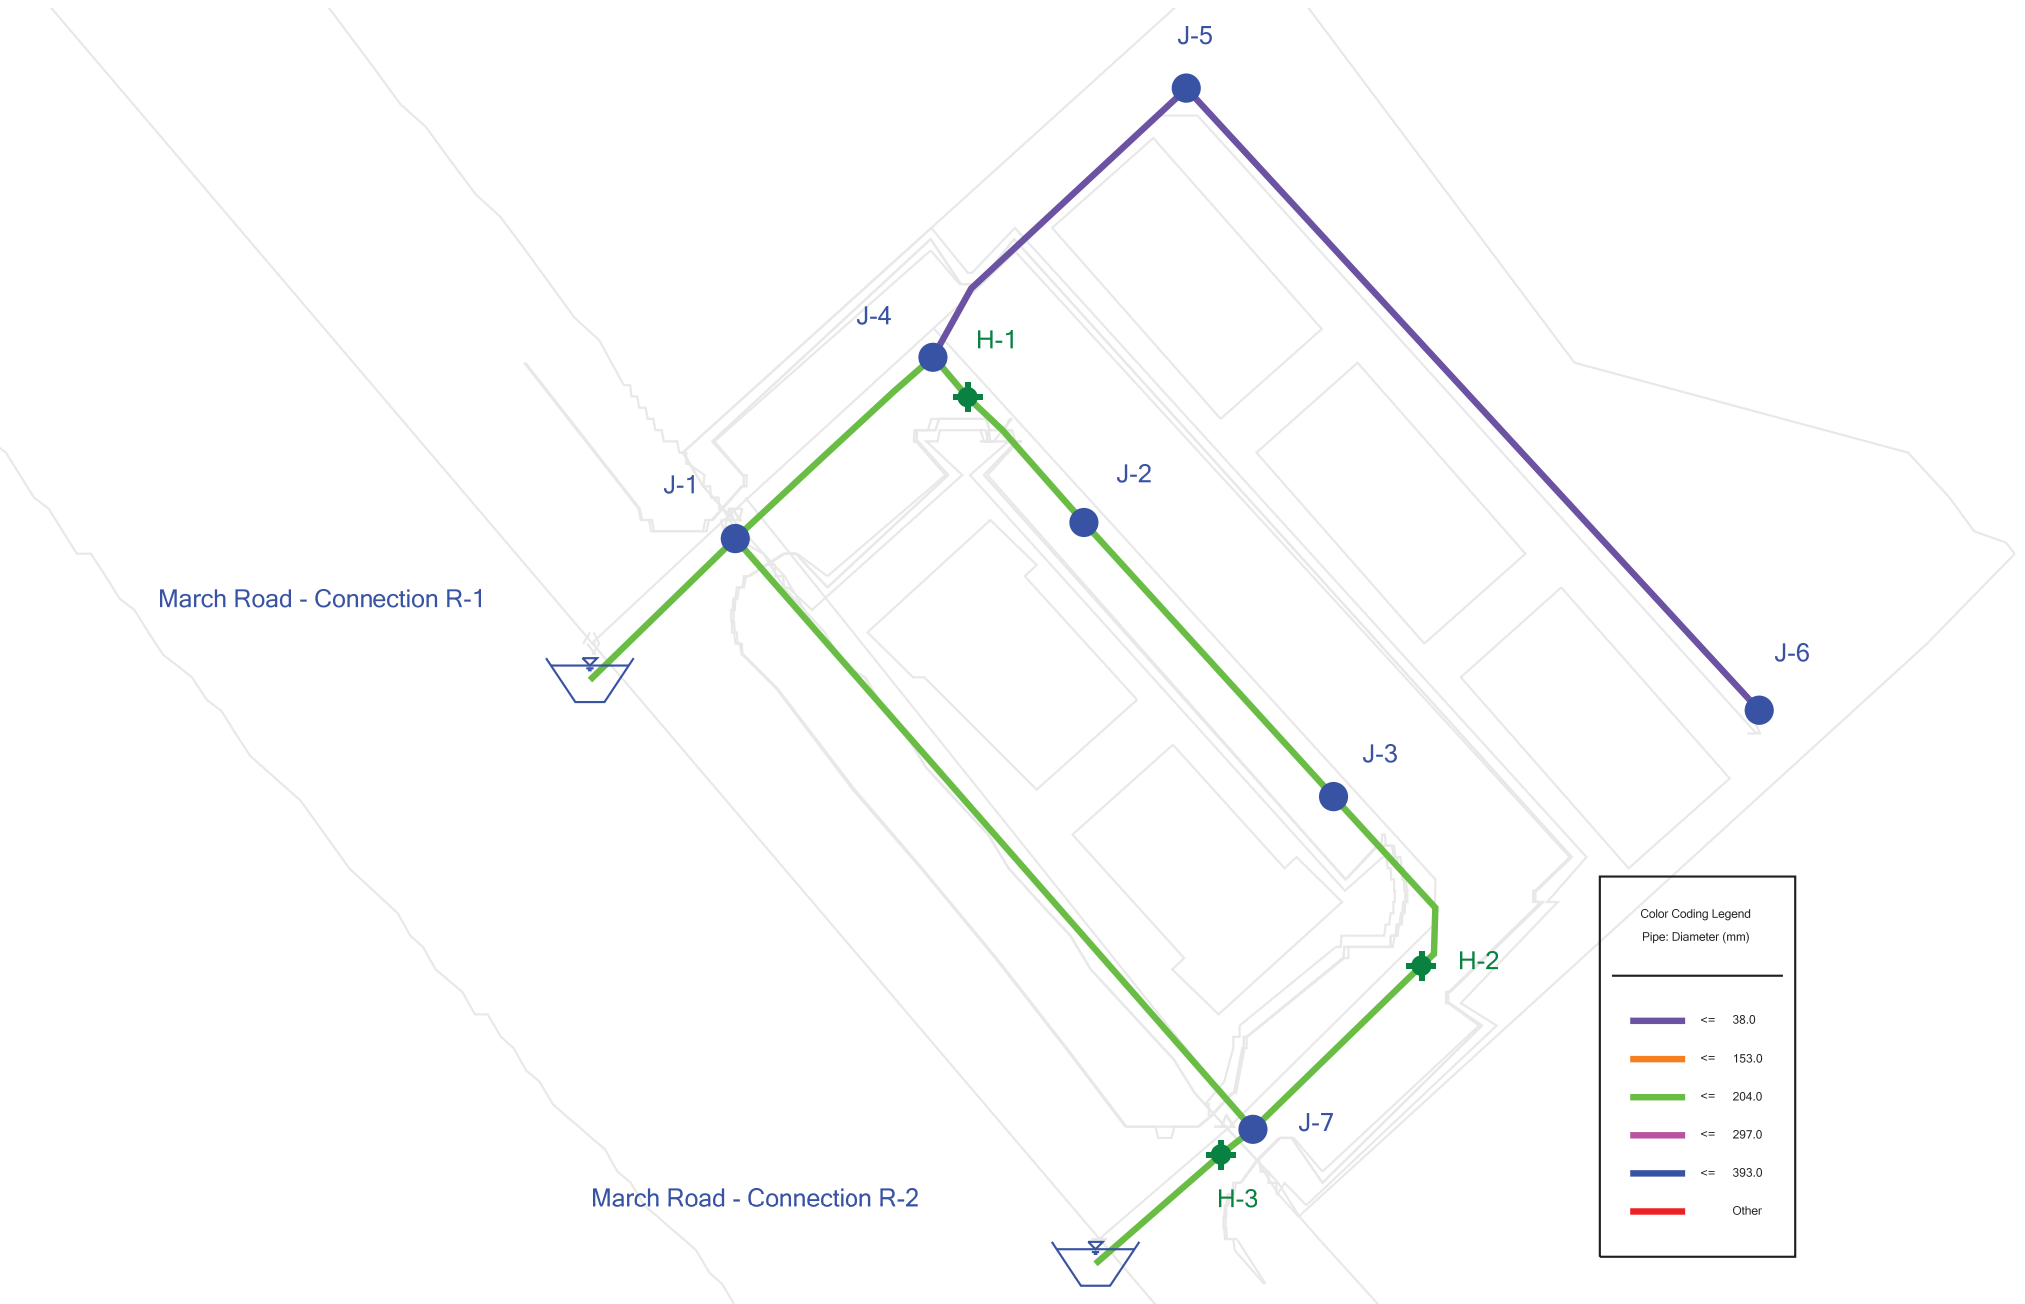 J-5
J-4
H-1
J-2
J-1
March Road - Connection R-1
J-6
J-3
H-2
J-7
March Road - Connection R-2
H-3
Color Coding Legend
Pipe: Diameter (mm)
<= 38.0
<= 153.0
<= 204.0
<= 297.0
<= 393.0
Other